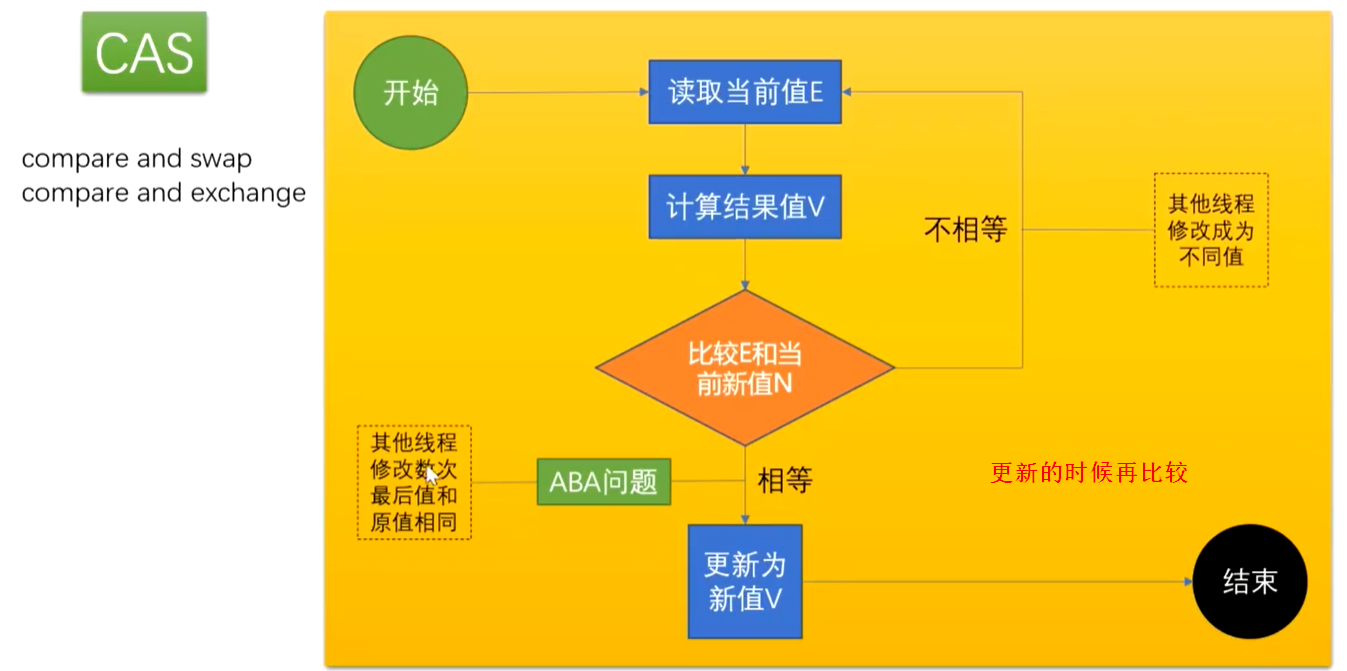 CAS
compare and swap
compare and exchange
开始
读取当前值E
计算结果值V
不相等
其他线程
修改成为
不同值
比较E和当
前新值N
其他线程
修改数次
最后值和
原值相同
ABA问题
相等
更新的时候再比较
更新为
新值V
结束